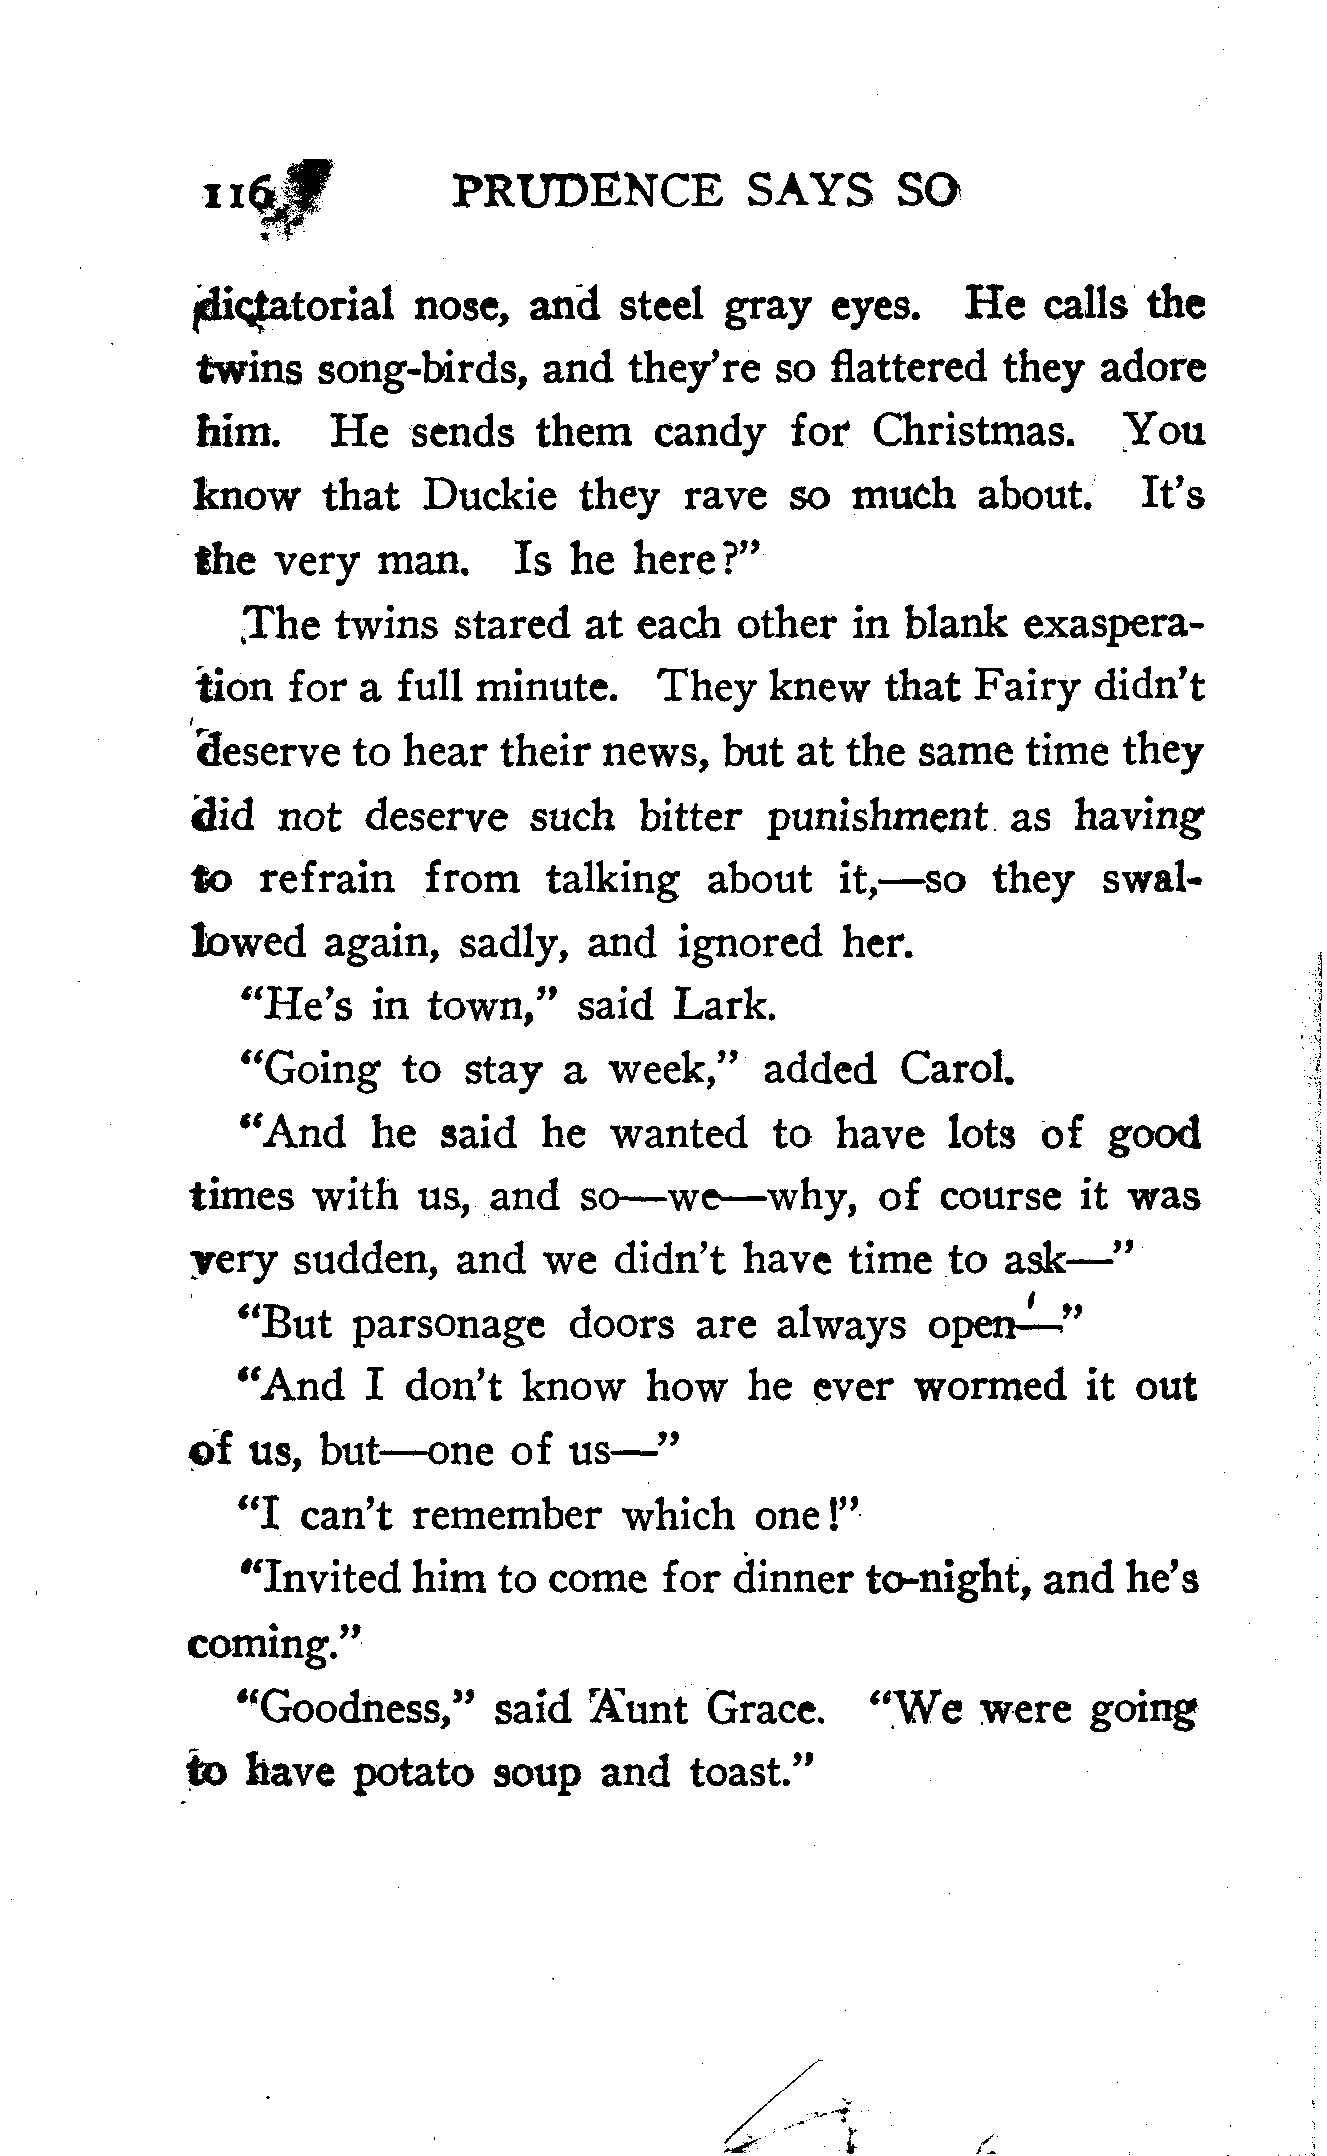 116 PRUDENCE SAYS SO
dictatorial nose, and steel gray eyes. He calls the
twins song-birds, and they're so flattered they adore
him. He sends them candy for Christmas. You
know that Duckie they rave so much about. It's
the very man. Is he here?"
The twins stared at each other in blank exaspera-
tion for a full minute. They knew that Fairy didn't
deserve to hear their news, but at the same time they
did not deserve such bitter punishment as having
to refrain from talking about it,—so they swal-
lowed again, sadly, and ignored her.
"He's in town," said Lark.
"Going to stay a week," added Carol.
"And he said he wanted to have lots of good
times with us, and so—we—why, of course it was
very sudden, and we didn't have time to ask—"
"But parsonage doors are always open—"
"And I don't know how he ever wormed it out
of us, but—one of us—"
"I can't remember which one!"
"Invited him to come for dinner to-night, and he's
coming."
"Goodness," said Aunt Grace. "We were going
to have potato soup and toast."